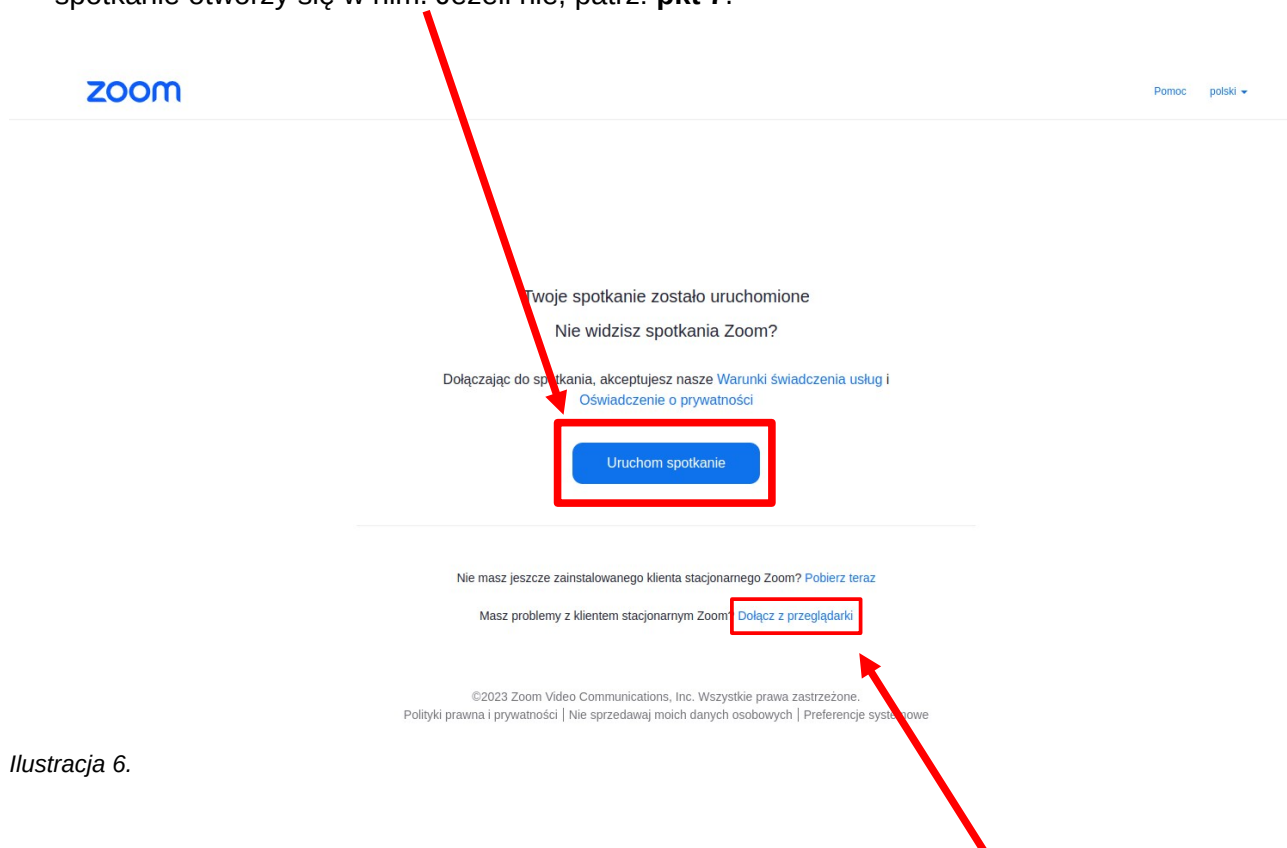 spotkanie otworzy się w nim. Jeżeli nie, patrz: pkt 7.
zoom
Pomoc polski
Twoje spotkanie zostało uruchomione
Nie widzisz spotkania Zoom?
Dołączając do spotkania, akceptujesz nasze Warunki świadczenia usług i
Oświadczenie o prywatności
Uruchom spotkanie
Nie masz jeszcze zainstalowanego klienta stacjonarnego Zoom? Pobierz teraz
Masz problemy z klientem stacjonarnym Zoom? Dołącz z przeglądarki
©2023 Zoom Video Communications, Inc. Wszystkie prawa zastrzeżone.
Polityki prawna i prywatności | Nie sprzedawaj moich danych osobowych | Preferencje systemowe
Ilustracja 6.